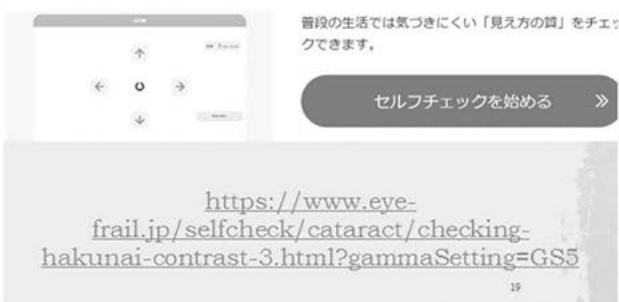 普段の生活では気づきにくい「見え方の質」をチェッ
クできます。
セルフチェックを始める
https://www.eye-
frail.jp/selfcheck/cataract/checking-
hakunai-contrast-3.html?gammaSetting=GS5
19